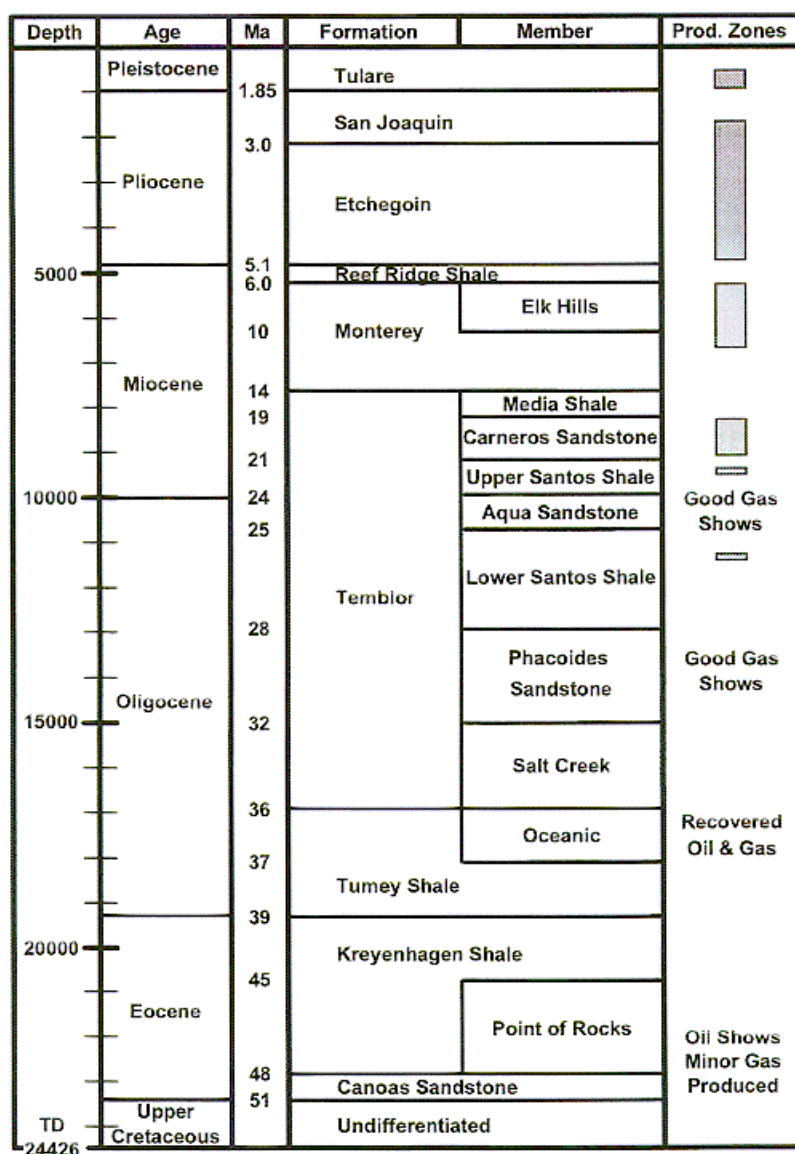 Depth Age Ma Formation Member Prod. Zones
Pleistocene Tulare
1.85
San Joaquin
3.0
Pliocene
Etchegoin
5.1
5000 Reef Ridge Shale
6.0
Elk Hills
10 Monterey
Miocene
14
Media Shale
19
Carneros Sandstone
21
Upper Santos Shale
10000 24 Good Gas
Aqua Sandstone Shows
25
Lower Santos Shale
Temblor
28
Phacoides Good Gas
Sandstone Shows
Oligocene
15000 32
Salt Creek
36
Recovered
Oceanic Oil & Gas
37
Tumey Shale
39
20000 Kreyenhagen Shale
45
Eocene Point of Rocks Oil Shows
Minor Gas
48 Produced
Canoas Sandstone
51
Upper
TD Cretaceous Undifferentiated
24426